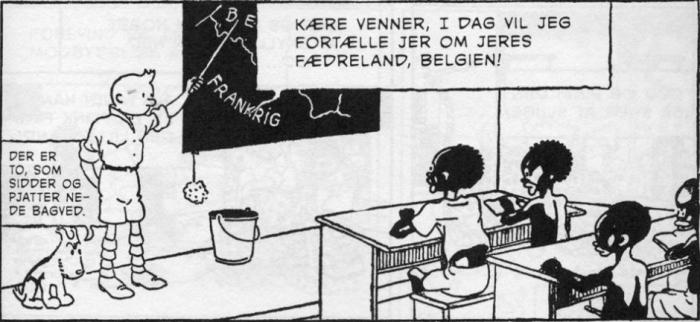 KÆRE VENNER, I DAG VIL JEG
FORTÆLLE JER OM JERES
FÆDRELAND, BELGIEN!
B E
FRANKRIG
DER ER
TO, SOM
SIDDER OG
PJATTER NE-
DE BAGVED.